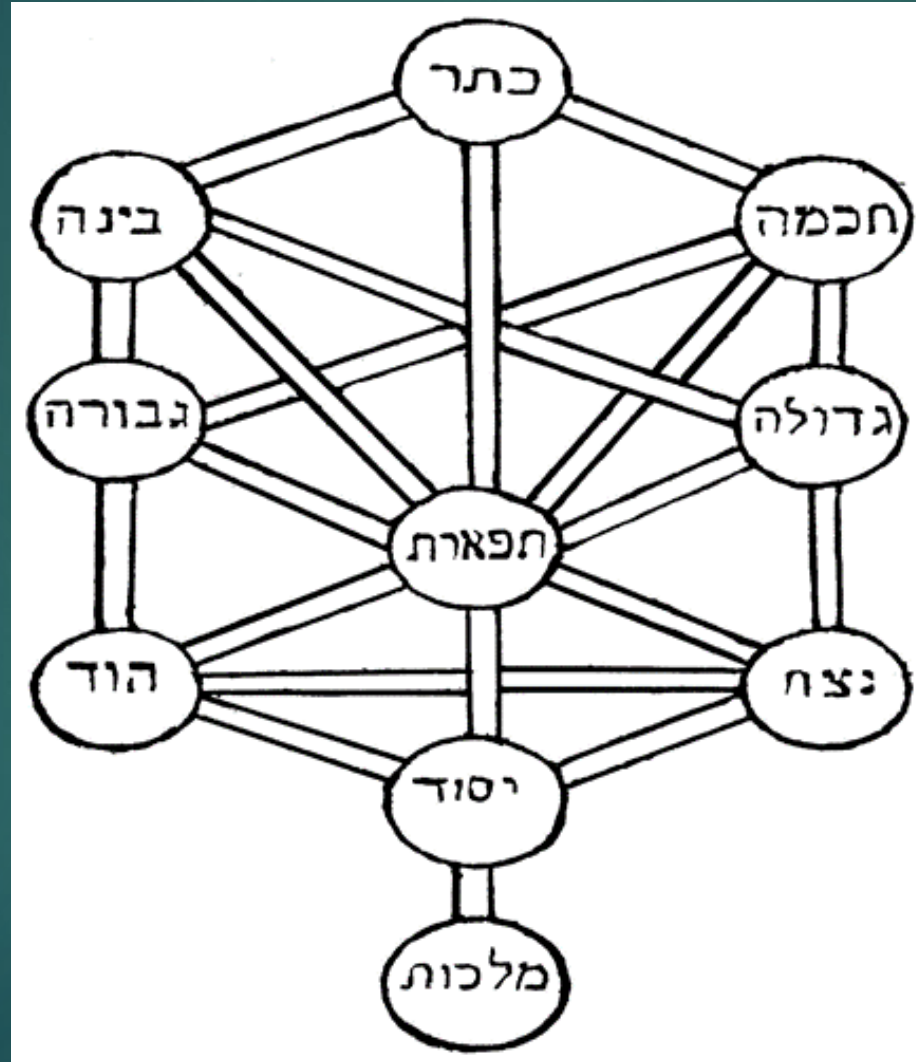 כתר
חכמה
בינה
גדולה
גבורה
תפארת
נצח
הוד
יסוד
מלכות